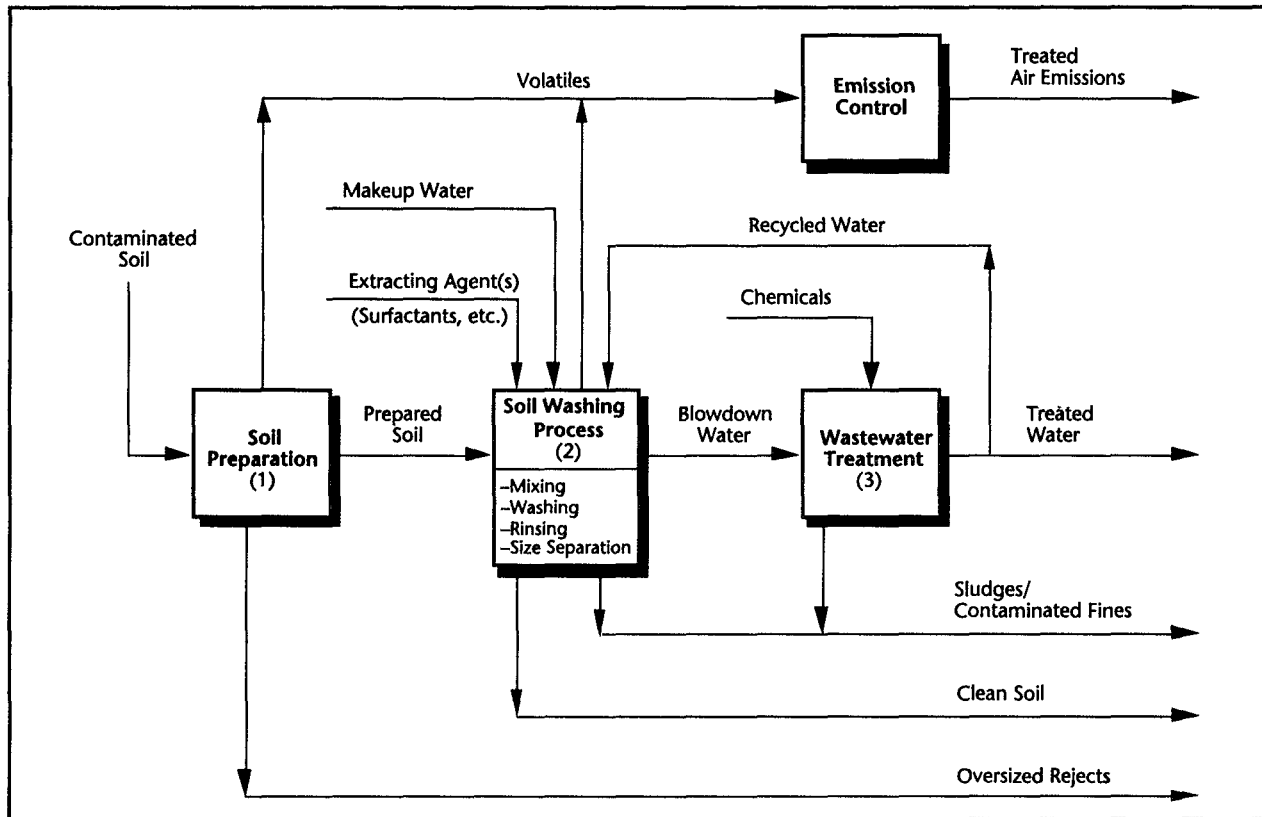 Volatiles
Emission
Control
Treated
Air Emissions
Makeup Water
Contaminated
Soil
Recycled Water
Extracting Agent(s)
(Surfactants, etc.)
Chemicals
Soil
Preparation
(1)
Prepared
Soil
Soil Washing
Process
(2)
–Mixing
–Washing
–Rinsing
–Size Separation
Blowdown
Water
Wastewater
Treatment
(3)
Treated
Water
Sludges/
Contaminated Fines
Clean Soil
Oversized Rejects